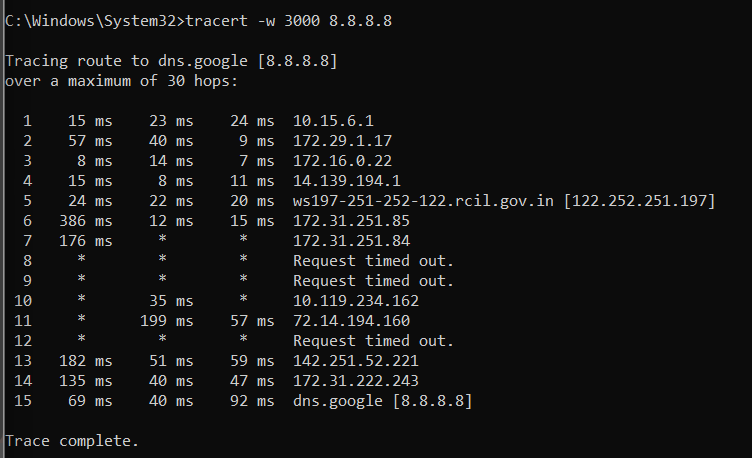 C:\Windows\System32>tracert -w 3000 8.8.8.8
Tracing route to dns.google [8.8.8.8]
over a maximum of 30 hops:
1 15 ms 23 ms 24 ms 10.15.6.1
2 57 ms 40 ms 9 ms 172.29.1.17
3 8 ms 14 ms 7 ms 172.16.0.22
4 15 ms 8 ms 11 ms 14.139.194.1
5 24 ms 22 ms 20 ms ws197-251-252-122.rcil.gov.in [122.252.251.197]
6 386 ms 12 ms 15 ms 172.31.251.85
7 176 ms * * 172.31.251.84
8 * * * Request timed out.
9 * * * Request timed out.
10 * 35 ms * 10.119.234.162
11 * 199 ms 57 ms 72.14.194.160
12 * * * Request timed out.
13 182 ms 51 ms 59 ms 142.251.52.221
14 135 ms 40 ms 47 ms 172.31.222.243
15 69 ms 40 ms 92 ms dns.google [8.8.8.8]
Trace complete.